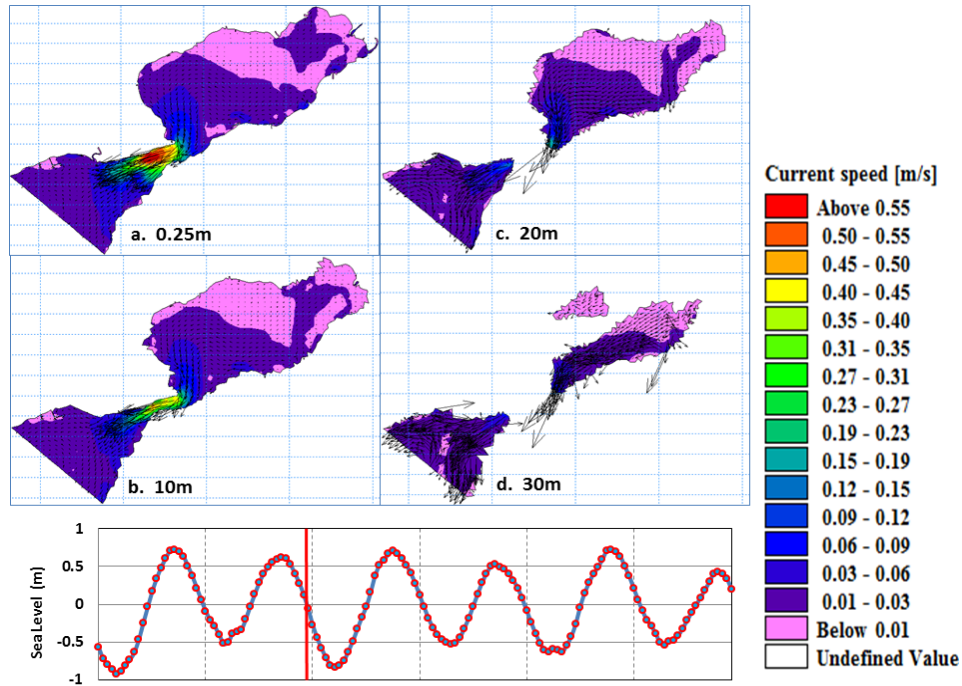 a. 0.25m
c. 20m
b. 10m
d. 30m
Current speed [m/s]
Above 0.55
0.50 - 0.55
0.45 - 0.50
0.40 - 0.45
0.35 - 0.40
0.31 - 0.35
0.27 - 0.31
0.23 - 0.27
0.19 - 0.23
0.15 - 0.19
0.12 - 0.15
0.09 - 0.12
0.06 - 0.09
0.03 - 0.06
0.01 - 0.03
Below 0.01
Undefined Value
Sea Level (m)
1
0.5
0
-0.5
-1